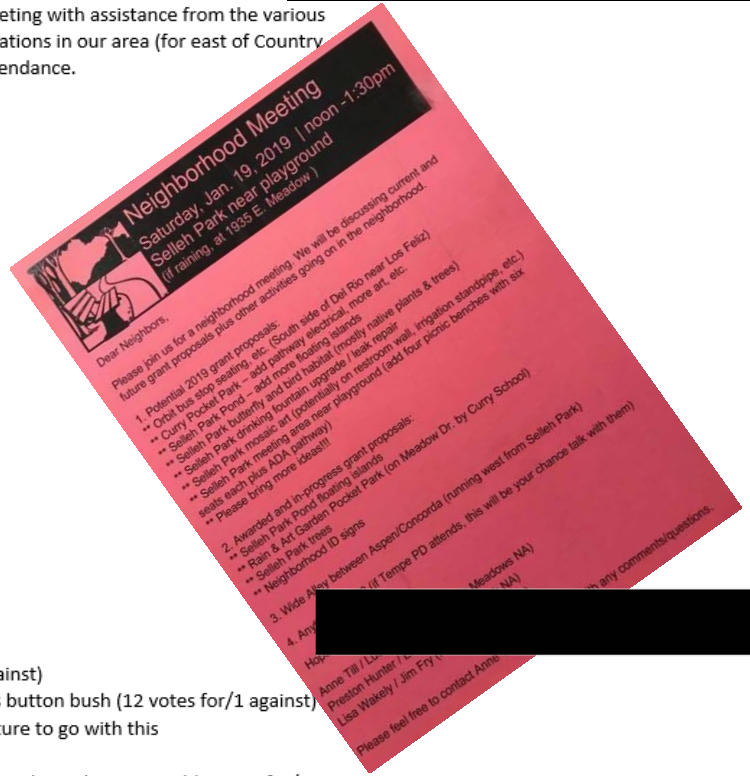 eting with assistance from the various
ations in our area (for east of Country
endance.
Neighborhood Meeting
Saturday, Jan. 19, 2019 | noon -1:30pm
Selleh Park near playground
(if raining, at 1935 E. Meadow )
Dear Neighbors,
Please join us for a neighborhood meeting. We will be discussing current and
future grant proposals plus other activities going on in the neighborhood.
1. Potential 2019 grant proposals:
** Orbit bus stop seating, etc. (South side of Del Rio near Los Feliz)
** Curry Pocket Park – add pathway electrical, more art, etc.
** Selleh Park Pond – add more floating islands
** Selleh Park butterfly and bird habitat (mostly native plants & trees)
** Selleh Park drinking fountain upgrade / leak repair
** Selleh Park mosaic art (potentially on restroom wall, irrigation standpipe, etc.)
** Selleh Park meeting area near playground (add four picnic benches with six
seats each plus ADA pathway)
** Please bring more ideas!!!
2. Awarded and in-progress grant proposals:
** Selleh Park Pond floating islands
** Rain & Art Garden Pocket Park (on Meadow Dr. by Curry School)
** Selleh Park trees
** Neighborhood ID signs
3. Wide Alley between Aspen/Concorda (running west from Selleh Park)
4. Any (if Tempe PD attends, this will be your chance talk with them)
Hop
Anne Till / Lu Meadows NA)
Preston Hunter / NA)
Lisa Wakely / Jim Fry (
Please feel free to contact Anne h any comments/questions.
ainst)
s button bush (12 votes for/1 against)
ture to go with this